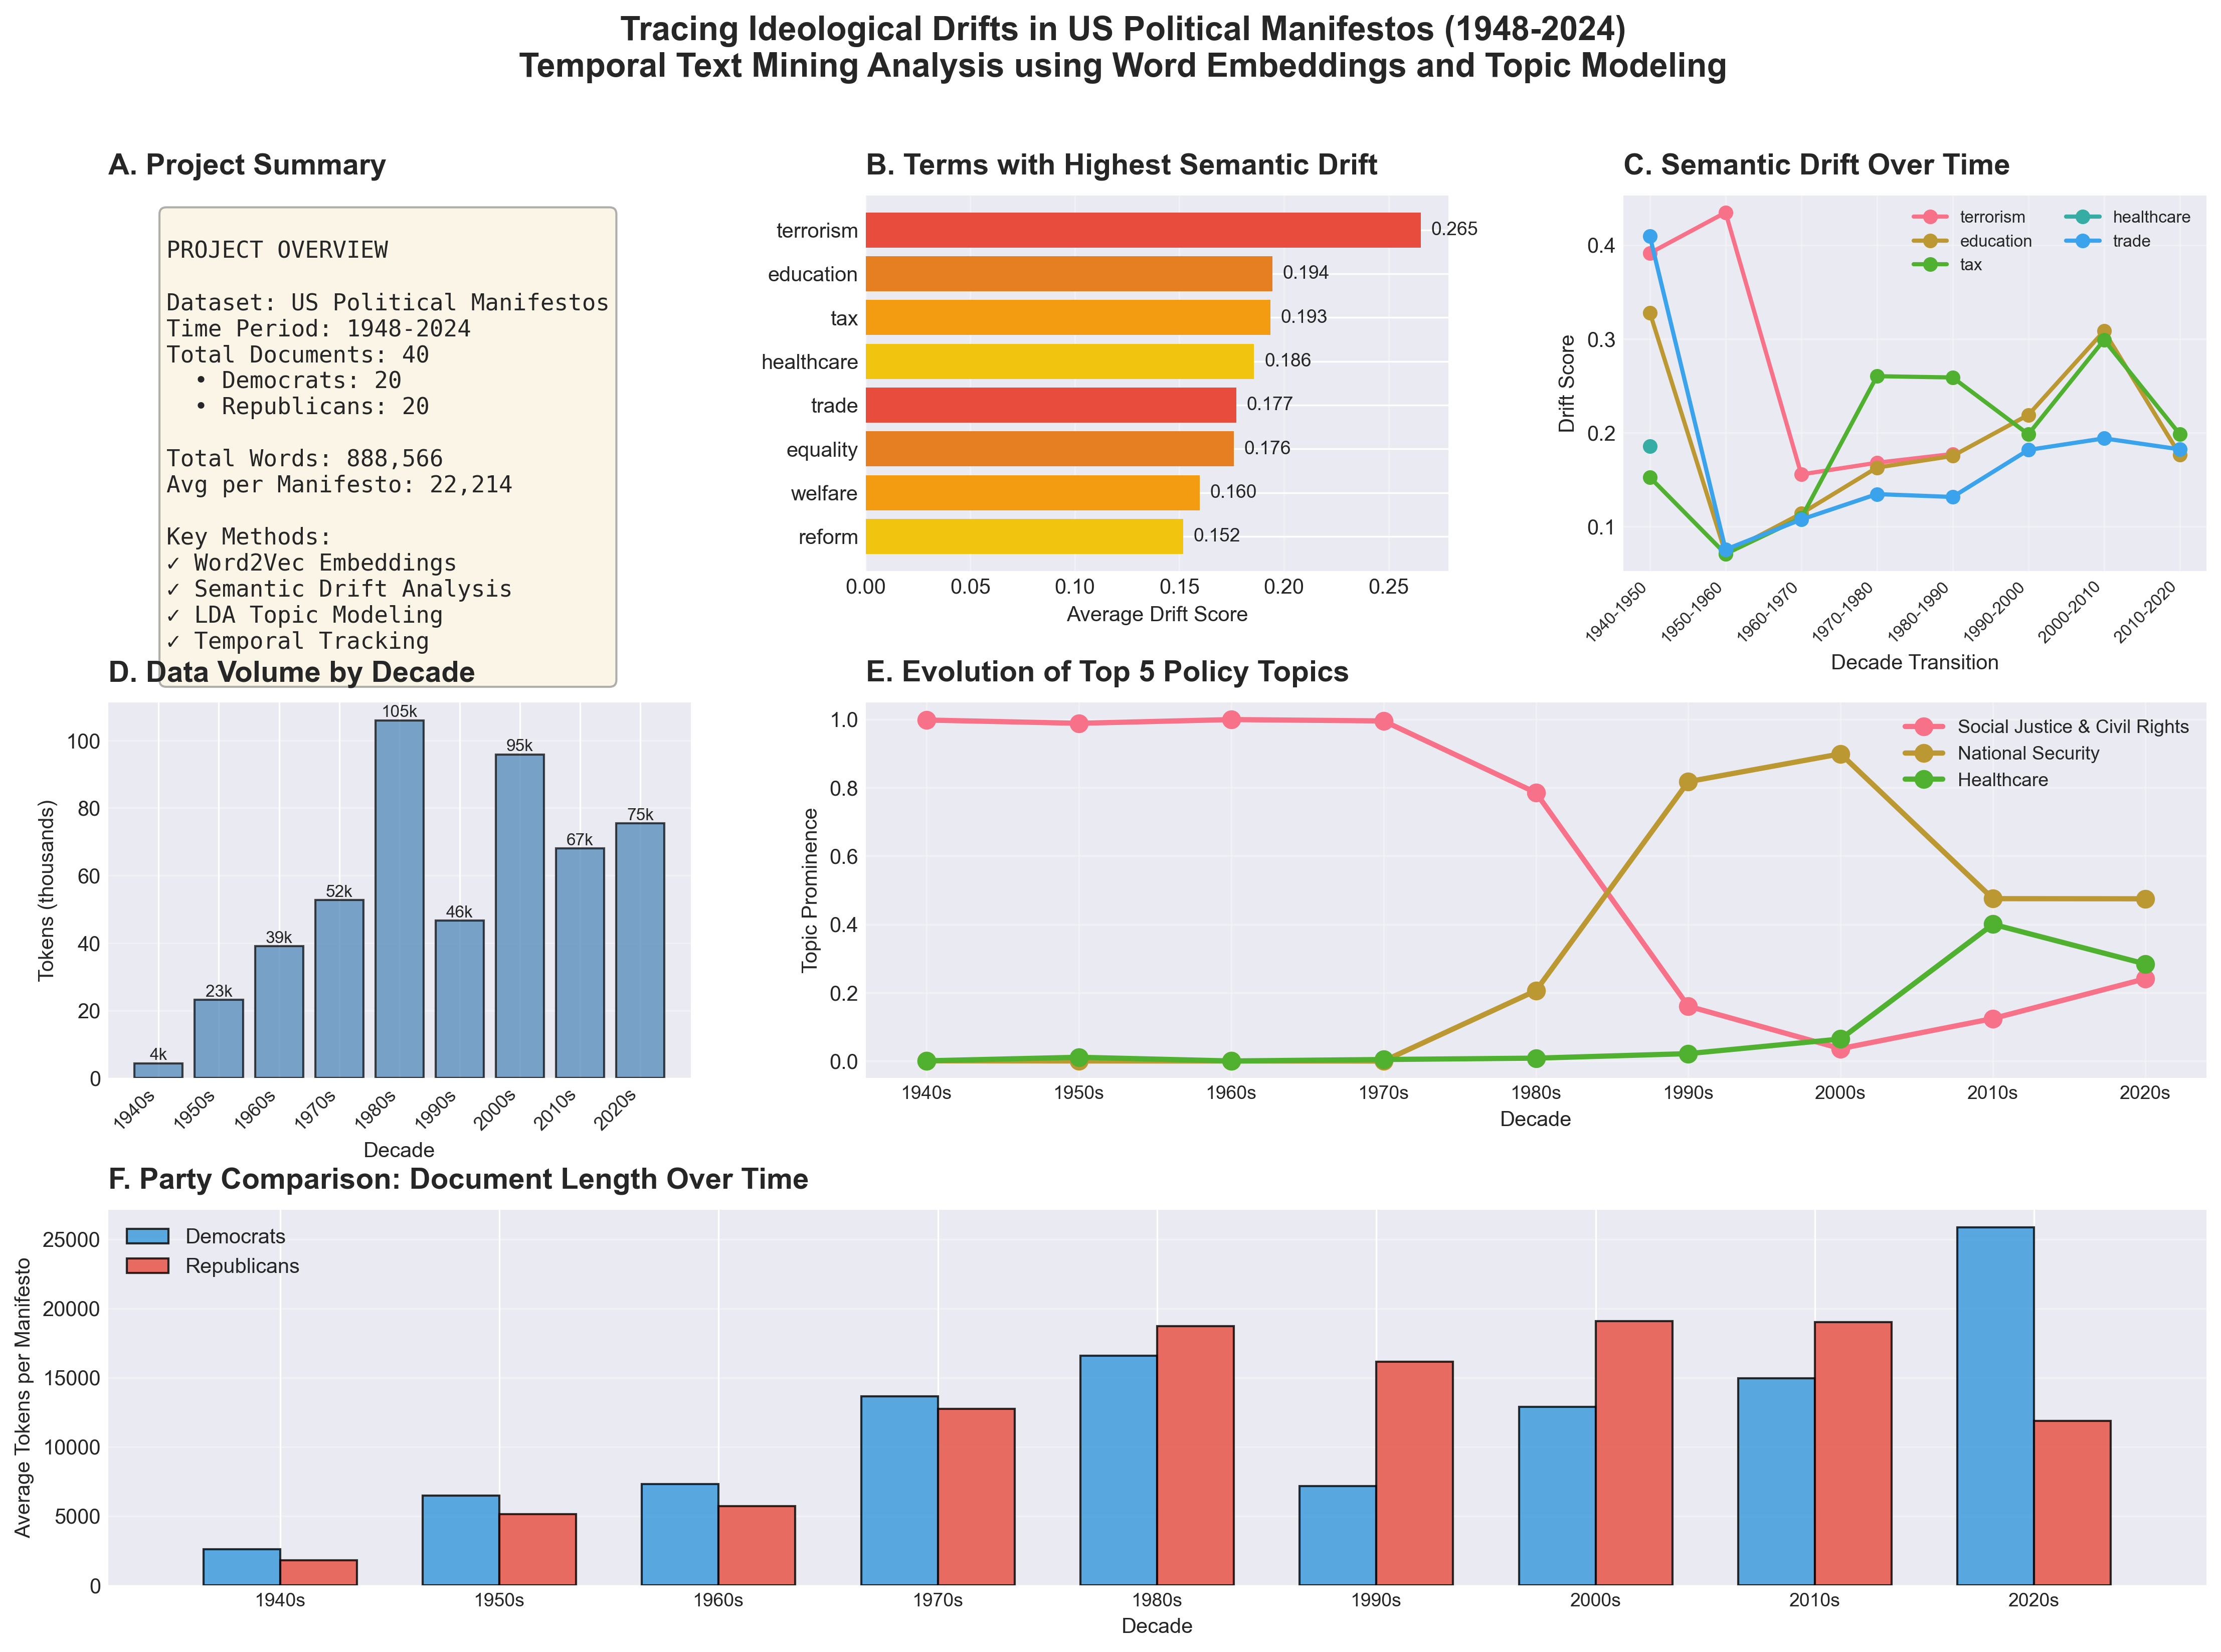 Tracing Ideological Drifts in US Political Manifestos (1948-2024)
Temporal Text Mining Analysis using Word Embeddings and Topic Modeling
A. Project Summary
PROJECT OVERVIEW
Dataset: US Political Manifestos
Time Period: 1948-2024
Total Documents: 40
• Democrats: 20
• Republicans: 20
Total Words: 888,566
Avg per Manifesto: 22,214
Key Methods:
✓ Word2Vec Embeddings
✓ Semantic Drift Analysis
✓ LDA Topic Modeling
✓ Temporal Tracking
B. Terms with Highest Semantic Drift
terrorism 0.265
education 0.194
tax 0.193
healthcare 0.186
trade 0.177
equality 0.176
welfare 0.160
reform 0.152
0.00 0.05 0.10 0.15 0.20 0.25
Average Drift Score
C. Semantic Drift Over Time
terrorism healthcare
education trade
tax
Drift Score
0.4
0.3
0.2
0.1
1940-1950 1950-1960 1960-1970 1970-1980 1980-1990 1990-2000 2000-2010 2010-2020
Decade Transition
D. Data Volume by Decade
Tokens (thousands)
100
80
60
40
20
0
4k 23k 39k 52k 105k 46k 95k 67k 75k
1940s 1950s 1960s 1970s 1980s 1990s 2000s 2010s 2020s
Decade
E. Evolution of Top 5 Policy Topics
Social Justice & Civil Rights
National Security
Healthcare
Topic Prominence
1.0
0.8
0.6
0.4
0.2
0.0
1940s 1950s 1960s 1970s 1980s 1990s 2000s 2010s 2020s
Decade
F. Party Comparison: Document Length Over Time
Democrats
Republicans
Average Tokens per Manifesto
25000
20000
15000
10000
5000
0
1940s 1950s 1960s 1970s 1980s 1990s 2000s 2010s 2020s
Decade